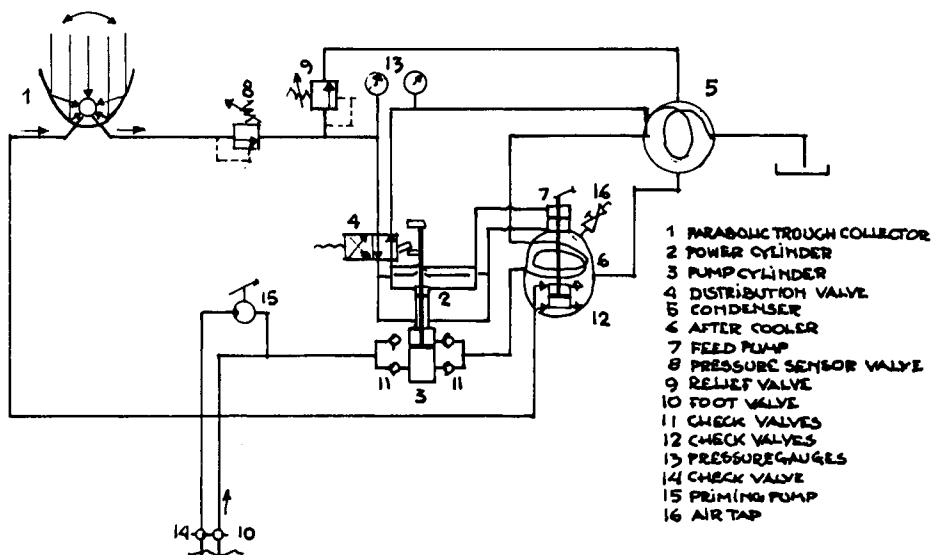 1
8
9
13
5
4
7
16
6
2
15
12
11
11
3
14
10
1 PARABOLIC TROUGH COLLECTOR
2 POWER CYLINDER
3 PUMP CYLINDER
4 DISTRIBUTION VALVE
5 CONDENSER
6 AFTER COOLER
7 FEED PUMP
8 PRESSURE SENSOR VALVE
9 RELIEF VALVE
10 FOOT VALVE
11 CHECK VALVES
12 CHECK VALVES
13 PRESSURE GAUGES
14 CHECK VALVE
15 PRIMING PUMP
16 AIR TAP